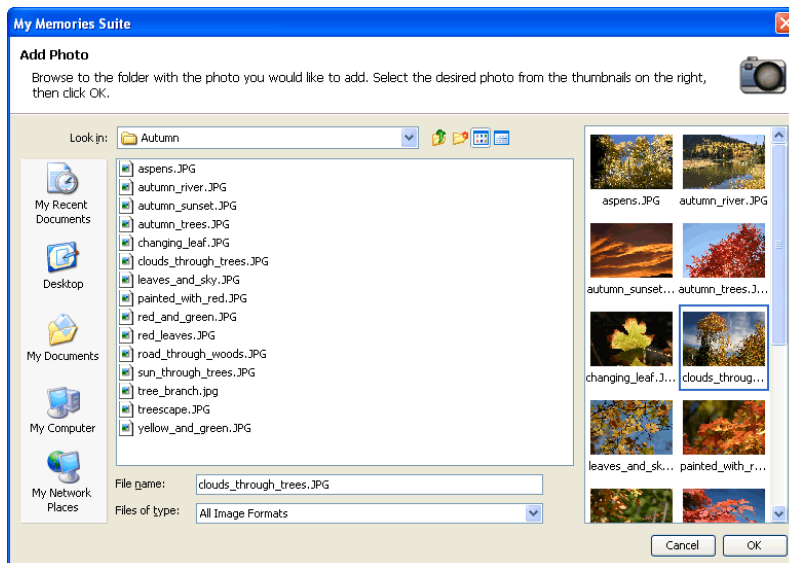 My Memories Suite
Add Photo
Browse to the folder with the photo you would like to add. Select the desired photo from the thumbnails on the right,
then click OK.
Look in:
Autumn
My Recent
Documents
Desktop
My Documents
My Computer
My Network
Places
aspens.JPG
autumn_river.JPG
autumn_sunset.JPG
autumn_trees.JPG
changing_leaf.JPG
clouds_through_trees.JPG
leaves_and_sky.JPG
painted_with_red.JPG
red_and_green.JPG
red_leaves.JPG
road_through_woods.JPG
sun_through_trees.JPG
tree_branch.jpg
treescape.JPG
yellow_and_green.JPG
File name:
clouds_through_trees.JPG
Files of type:
All Image Formats
aspens.JPG
autumn_river.JPG
autumn_sunset...
autumn_trees.J...
changing_leaf.J...
clouds_throug...
leaves_and_sk...
painted_with_r...
Cancel
OK